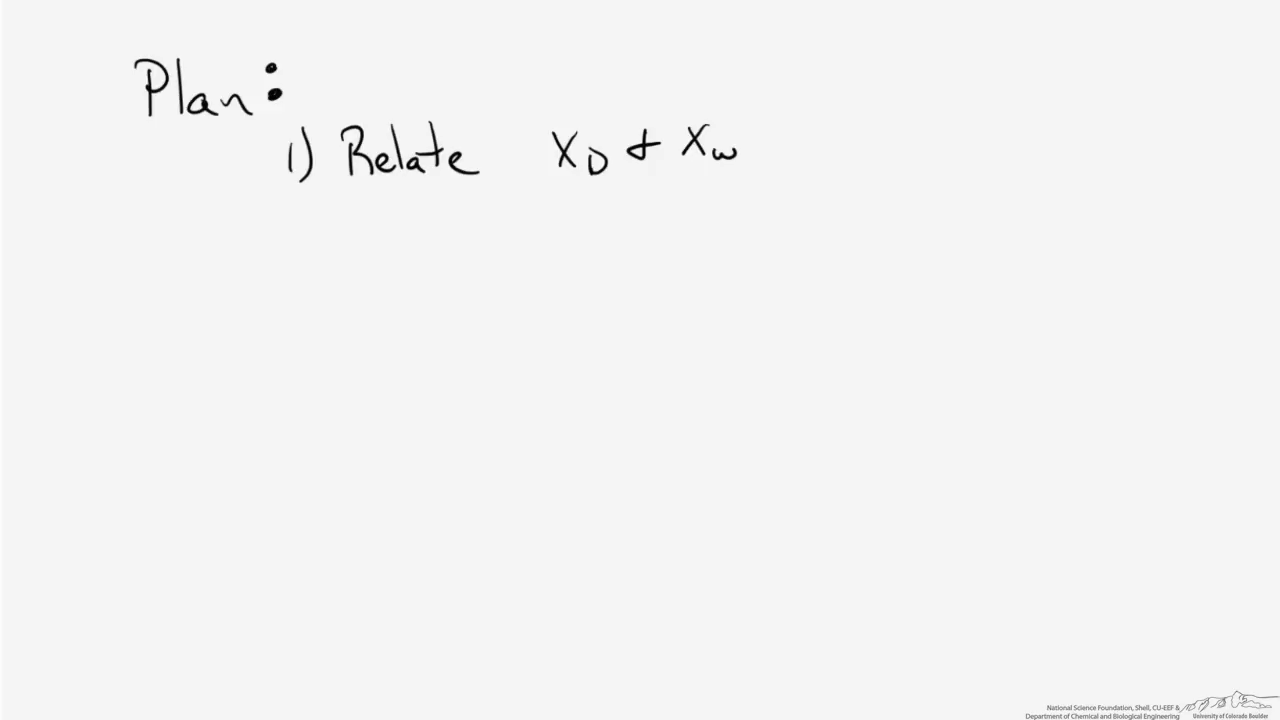 Plan:
1) Relate X_D & X_w
National Science Foundation, Shell, CU-EEF &
Department of Chemical and Biological Engineering
University of Colorado Boulder